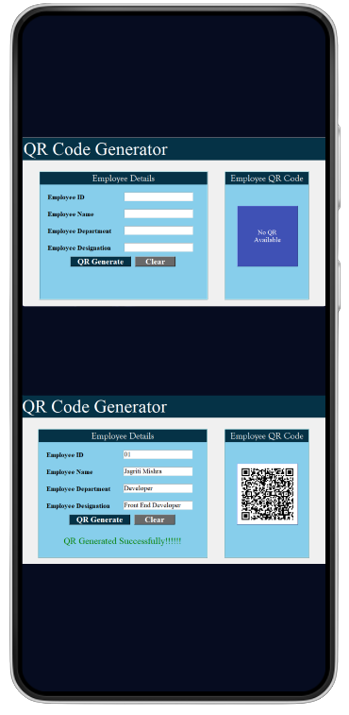 QR Code Generator
Employee Details
Employee QR Code
Employee ID
Employee Name
Employee Department
Employee Designation
QR Generate
Clear
No QR
Available
QR Code Generator
Employee Details
Employee QR Code
Employee ID 01
Employee Name Jagriti Mishra
Employee Department Developer
Employee Designation Front End Developer
QR Generate
Clear
QR Generated Successfully!!!!!!